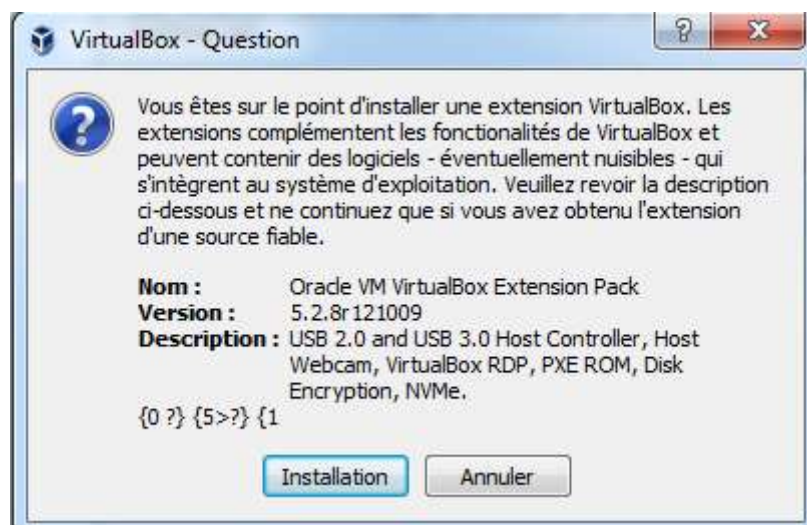 VirtualBox - Question
Vous êtes sur le point d'installer une extension VirtualBox. Les
extensions complémentent les fonctionalités de VirtualBox et
peuvent contenir des logiciels - éventuellement nuisibles - qui
s'intègrent au système d'exploitation. Veuillez revoir la description
ci-dessous et ne continuez que si vous avez obtenu l'extension
d'une source fiable.
Nom : Oracle VM VirtualBox Extension Pack
Version : 5.2.8r121009
Description : USB 2.0 and USB 3.0 Host Controller, Host
Webcam, VirtualBox RDP, PXE ROM, Disk
Encryption, NVMe.
{0 ?} {5>?} {1
Installation Annuler